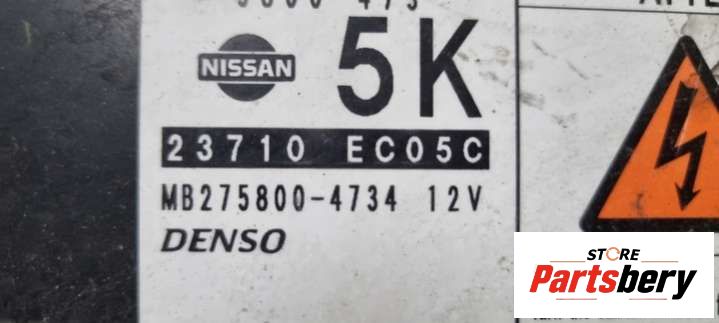 NISSAN
5K
23710 EC05C
MB275800-4734 12V
DENSO
STORE
Partsbery